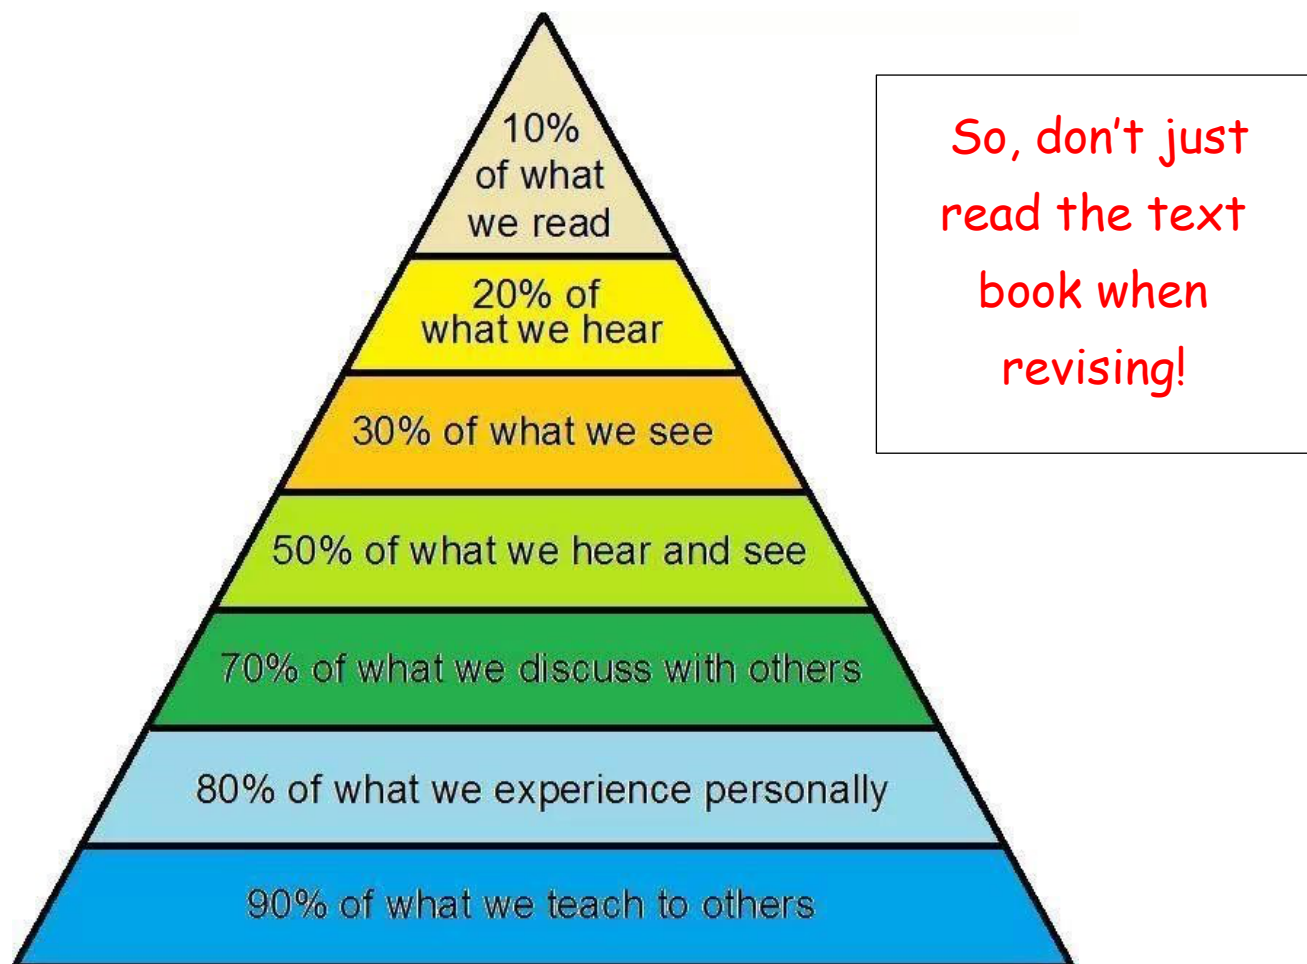 10%
of what
we read
20% of
what we hear
30% of what we see
50% of what we hear and see
70% of what we discuss with others
80% of what we experience personally
90% of what we teach to others
So, don't just
read the text
book when
revising!